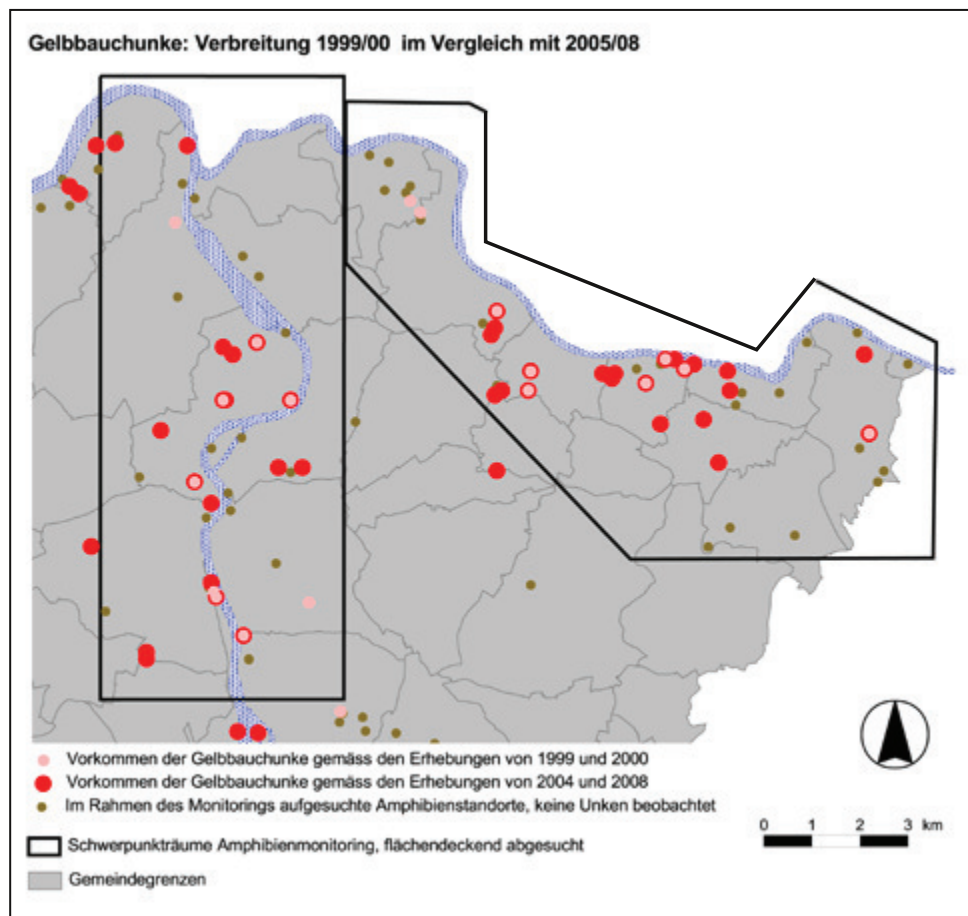 Gelbbauchunke: Verbreitung 1999/00 im Vergleich mit 2005/08
Vorkommen der Gelbbauchunke gemäss den Erhebungen von 1999 und 2000
Vorkommen der Gelbbauchunke gemäss den Erhebungen von 2004 und 2008
Im Rahmen des Monitorings aufgesuchte Amphibienstandorte, keine Unken beobachtet
Schwerpunkträume Amphibienmonitoring, flächendeckend abgesucht
Gemeindegrenzen
0 1 2 3 km